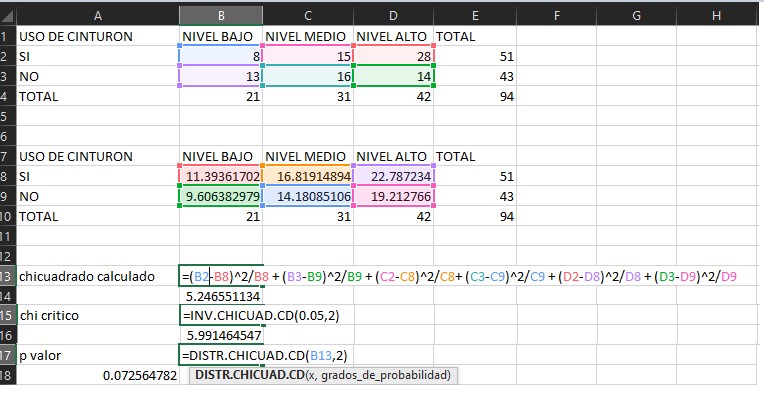 A B C D E F G H
1 USO DE CINTURON NIVEL BAJO NIVEL MEDIO NIVEL ALTO TOTAL
2 SI 8 15 28 51
3 NO 13 16 14 43
4 TOTAL 21 31 42 94
5
6
7 USO DE CINTURON NIVEL BAJO NIVEL MEDIO NIVEL ALTO TOTAL
8 SI 11.39361702 16.81914894 22.787234 51
9 NO 9.606382979 14.18085106 19.212766 43
10 TOTAL 21 31 42 94
11
12
13 chicuadrado calculado =(B2-B8)^2/B8 + (B3-B9)^2/B9 + (C2-C8)^2/C8+ (C3-C9)^2/C9 + (D2-D8)^2/D8 + (D3-D9)^2/D9
14 5.246551134
15 chi critico =INV.CHICUAD.CD(0.05,2)
16 5.991464547
17 p valor =DISTR.CHICUAD.CD(B13,2)
18 0.072564782 DISTR.CHICUAD.CD(x, grados_de_probabilidad)